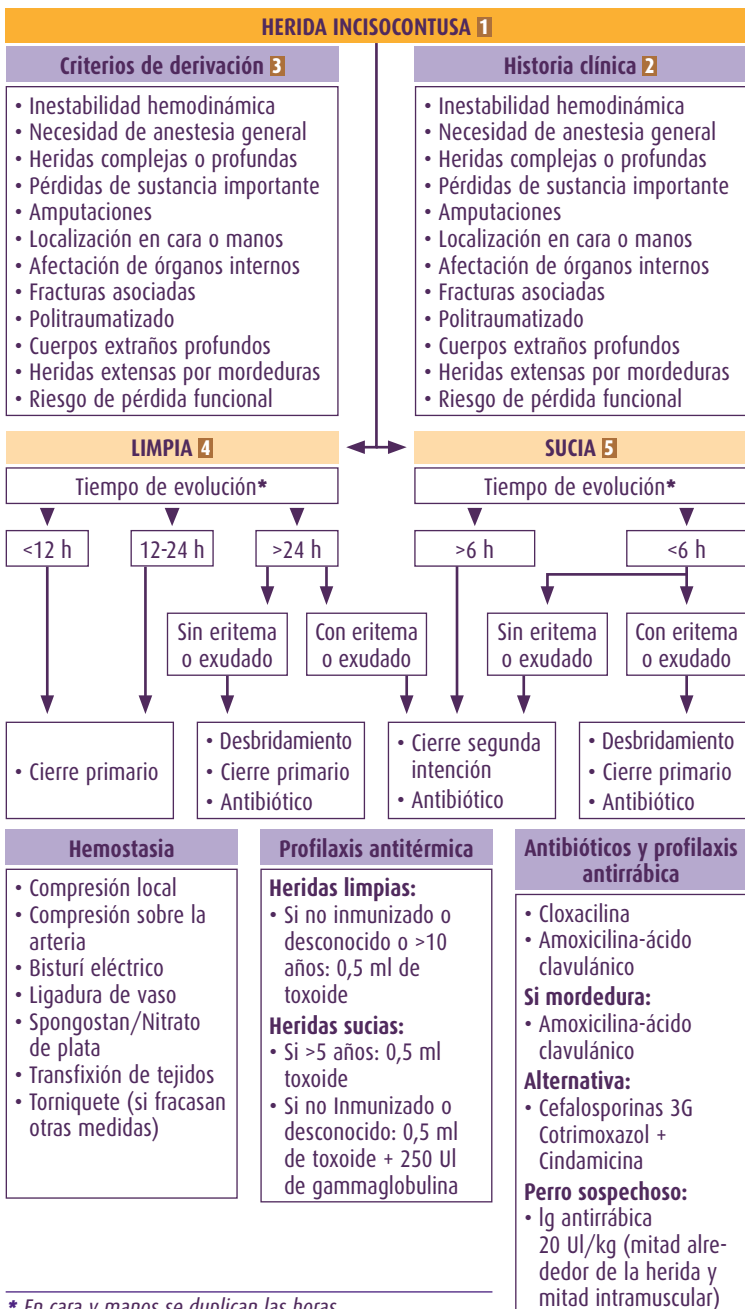 HERIDA INCISOCONTUSA 1
Criterios de derivación 3
• Inestabilidad hemodinámica
• Necesidad de anestesia general
• Heridas complejas o profundas
• Pérdidas de sustancia importante
• Amputaciones
• Localización en cara o manos
• Afectación de órganos internos
• Fracturas asociadas
• Politraumatizado
• Cuerpos extraños profundos
• Heridas extensas por mordeduras
• Riesgo de pérdida funcional
Historia clínica 2
• Inestabilidad hemodinámica
• Necesidad de anestesia general
• Heridas complejas o profundas
• Pérdidas de sustancia importante
• Amputaciones
• Localización en cara o manos
• Afectación de órganos internos
• Fracturas asociadas
• Politraumatizado
• Cuerpos extraños profundos
• Heridas extensas por mordeduras
• Riesgo de pérdida funcional
LIMPIA 4
Tiempo de evolución*
<12 h
12-24 h
>24 h
Sin eritema
o exudado
Con eritema
o exudado
SUCIA 5
Tiempo de evolución*
>6 h
<6 h
Sin eritema
o exudado
Con eritema
o exudado
• Cierre primario
• Desbridamiento
• Cierre primario
• Antibiótico
• Cierre segunda
intención
• Antibiótico
• Desbridamiento
• Cierre primario
• Antibiótico
Hemostasia
• Compresión local
• Compresión sobre la
arteria
• Bisturí eléctrico
• Ligadura de vaso
• Spongostan/Nitrato
de plata
• Transfixión de tejidos
• Torniquete (si fracasan
otras medidas)
Profilaxis antitérmica
Heridas limpias:
• Si no inmunizado o
desconocido o >10
años: 0,5 ml de
toxoide
Heridas sucias:
• Si >5 años: 0,5 ml
toxoide
• Si no Inmunizado o
desconocido: 0,5 ml
de toxoide + 250 UI
de gammaglobulina
Antibióticos y profilaxis
antirrábica
• Cloxacilina
• Amoxicilina-ácido
clavulánico
Si mordedura:
• Amoxicilina-ácido
clavulánico
Alternativa:
• Cefalosporinas 3G
Cotrimoxazol +
Cindamicina
Perro sospechoso:
• Ig antirrábica
20 UI/kg (mitad alre-
dedor de la herida y
mitad intramuscular)
* En cara y manos se duplican las horas